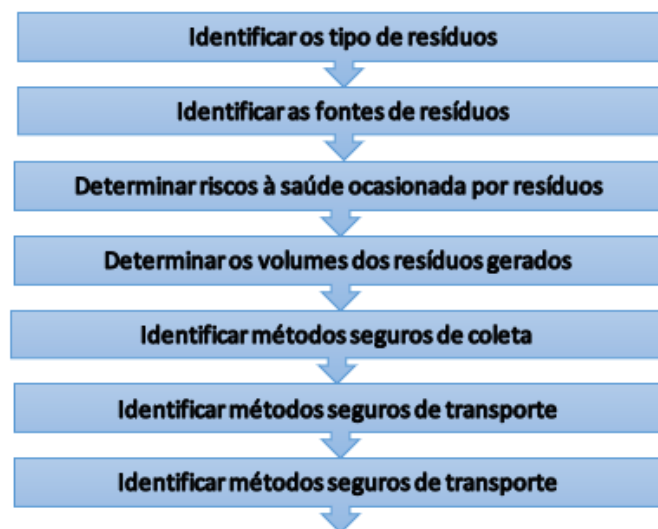 Identificar os tipo de resíduos
Identificar as fontes de resíduos
Determinar riscos à saúde ocasionada por resíduos
Determinar os volumes dos resíduos gerados
Identificar métodos seguros de coleta
Identificar métodos seguros de transporte
Identificar métodos seguros de transporte